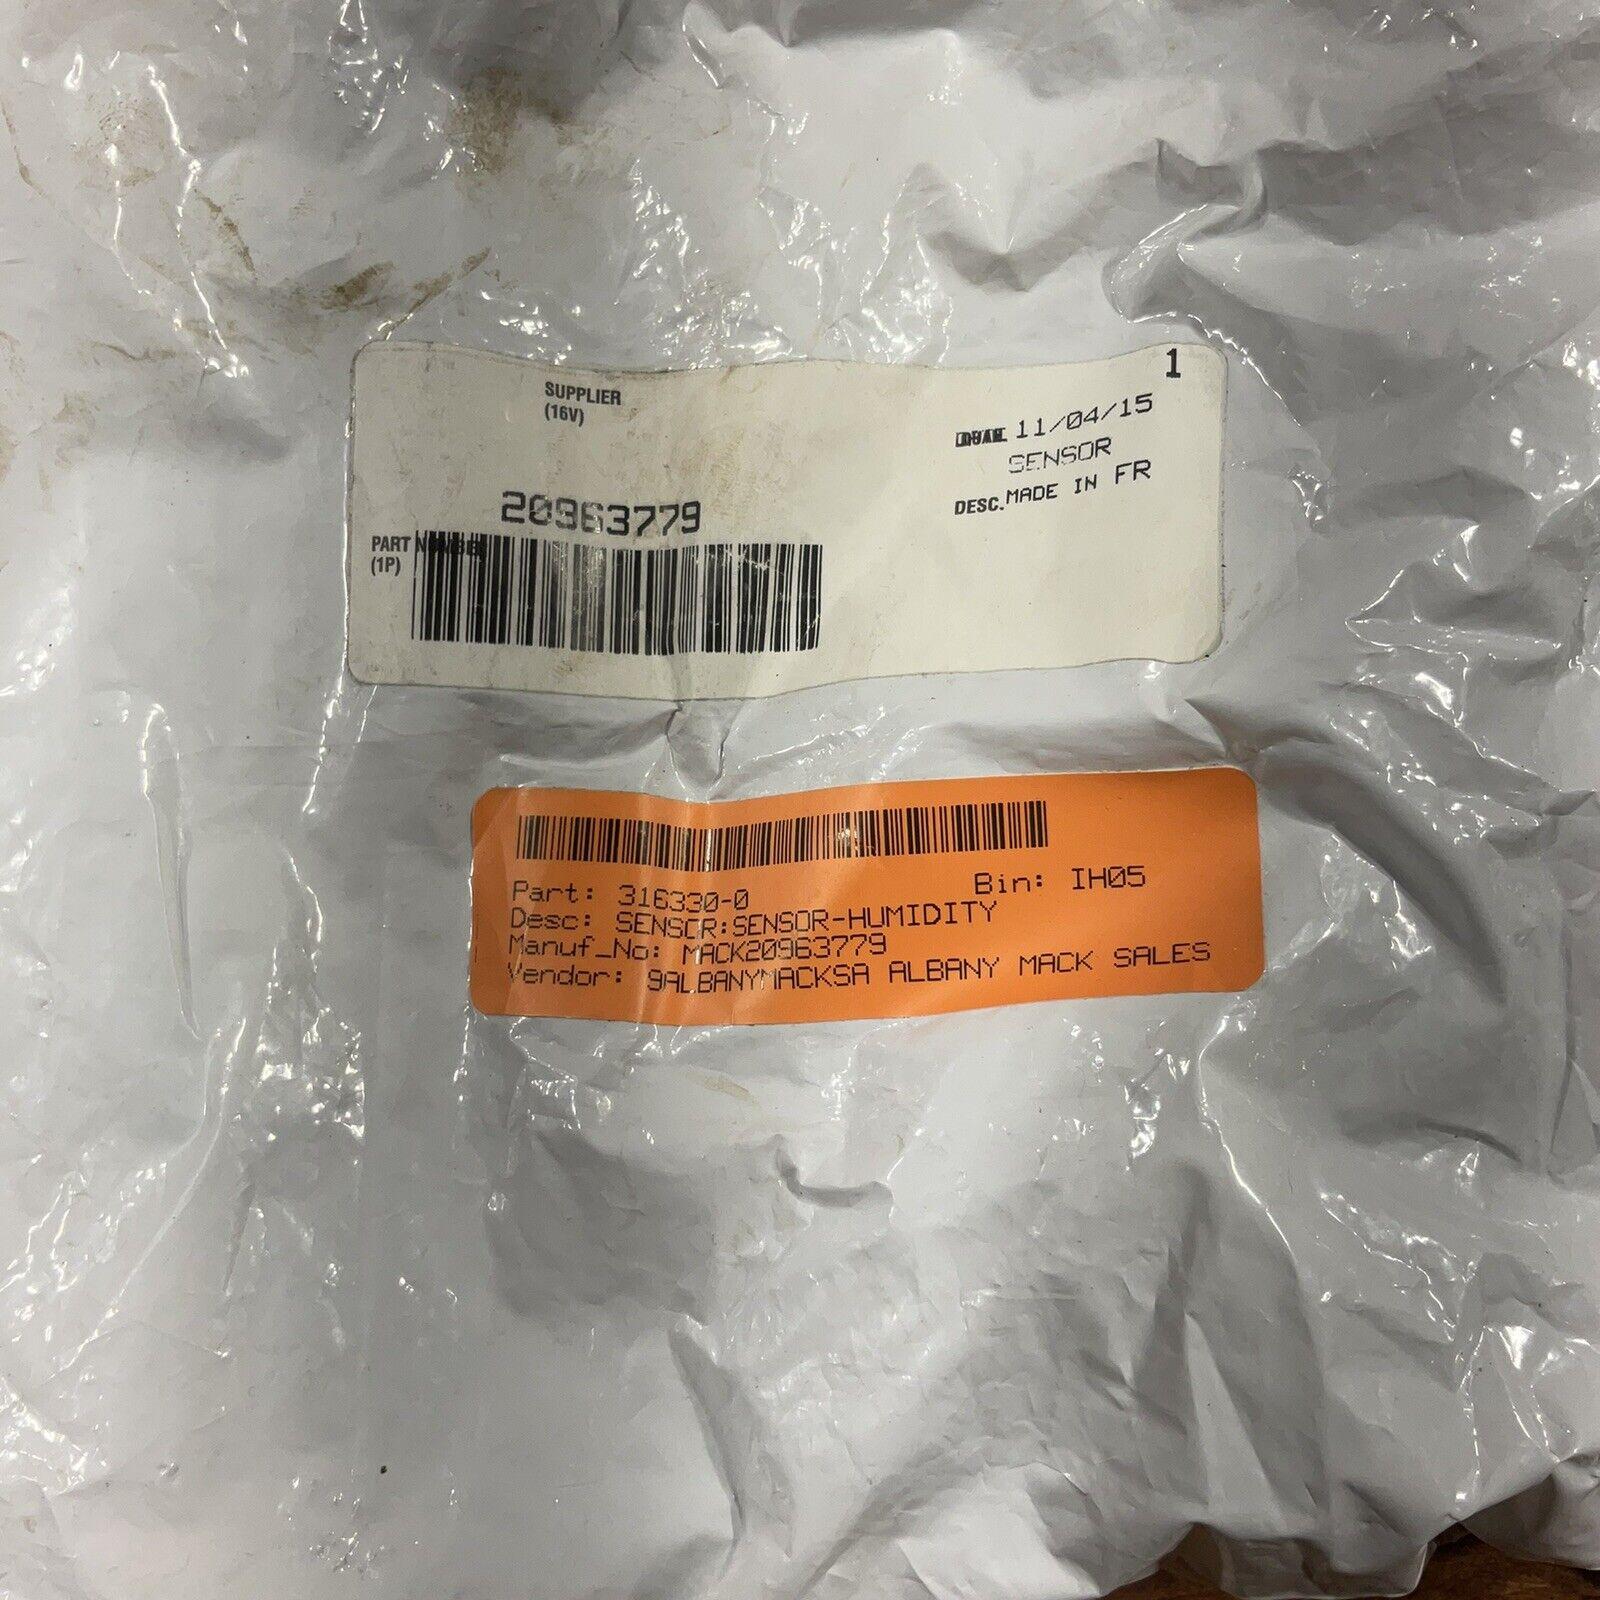 1
SUPPLIER
(16V)
11/04/15
SENSOR
DESC. MADE IN FR
20963779
PART NUMBER
(1P)
Part: 316330-0 Bin: IH05
Desc: SENSOR:SENSOR-HUMIDITY
Manuf_No: MACK20963779
Vendor: 9ALBANYMACKSA ALBANY MACK SALES